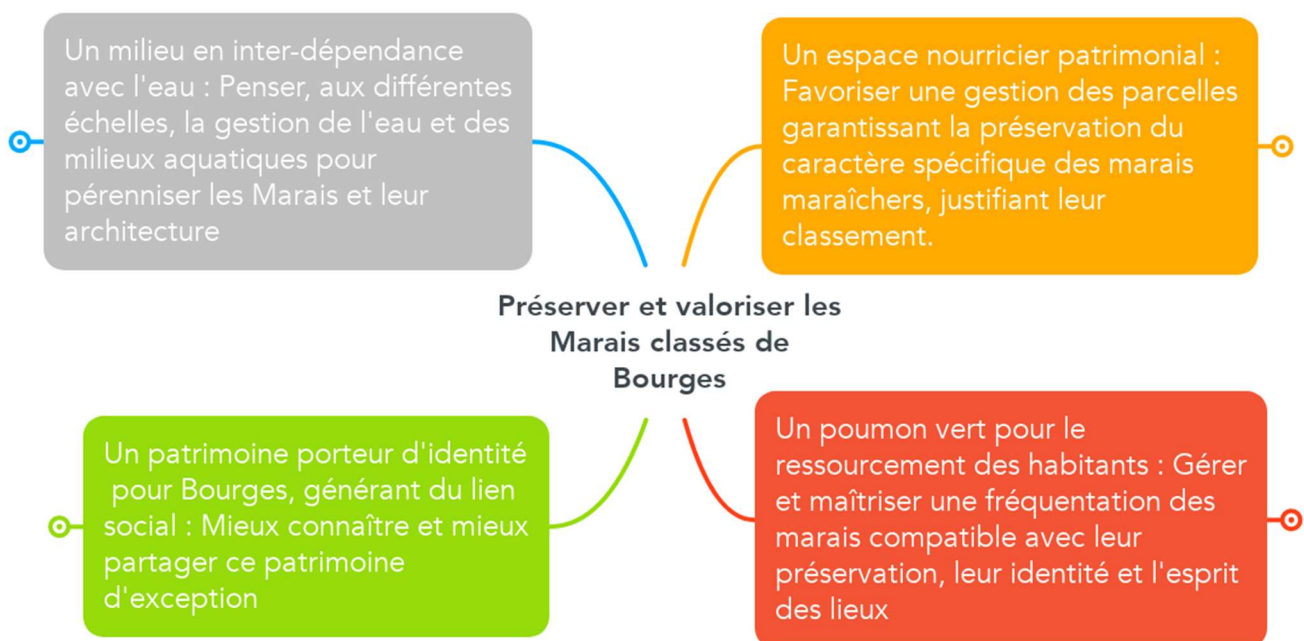 Un milieu en inter-dépendance
avec l'eau : Penser, aux différentes
échelles, la gestion de l'eau et des
milieux aquatiques pour
pérenniser les Marais et leur
architecture
Un espace nourricier patrimonial :
Favoriser une gestion des parcelles
garantissant la préservation du
caractère spécifique des marais
maraîchers, justifiant leur
classement.
Préserver et valoriser les
Marais classés de
Bourges
Un patrimoine porteur d'identité
pour Bourges, générant du lien
social : Mieux connaître et mieux
partager ce patrimoine
d'exception
Un poumon vert pour le
ressourcement des habitants : Gérer
et maîtriser une fréquentation des
marais compatible avec leur
préservation, leur identité et l'esprit
des lieux